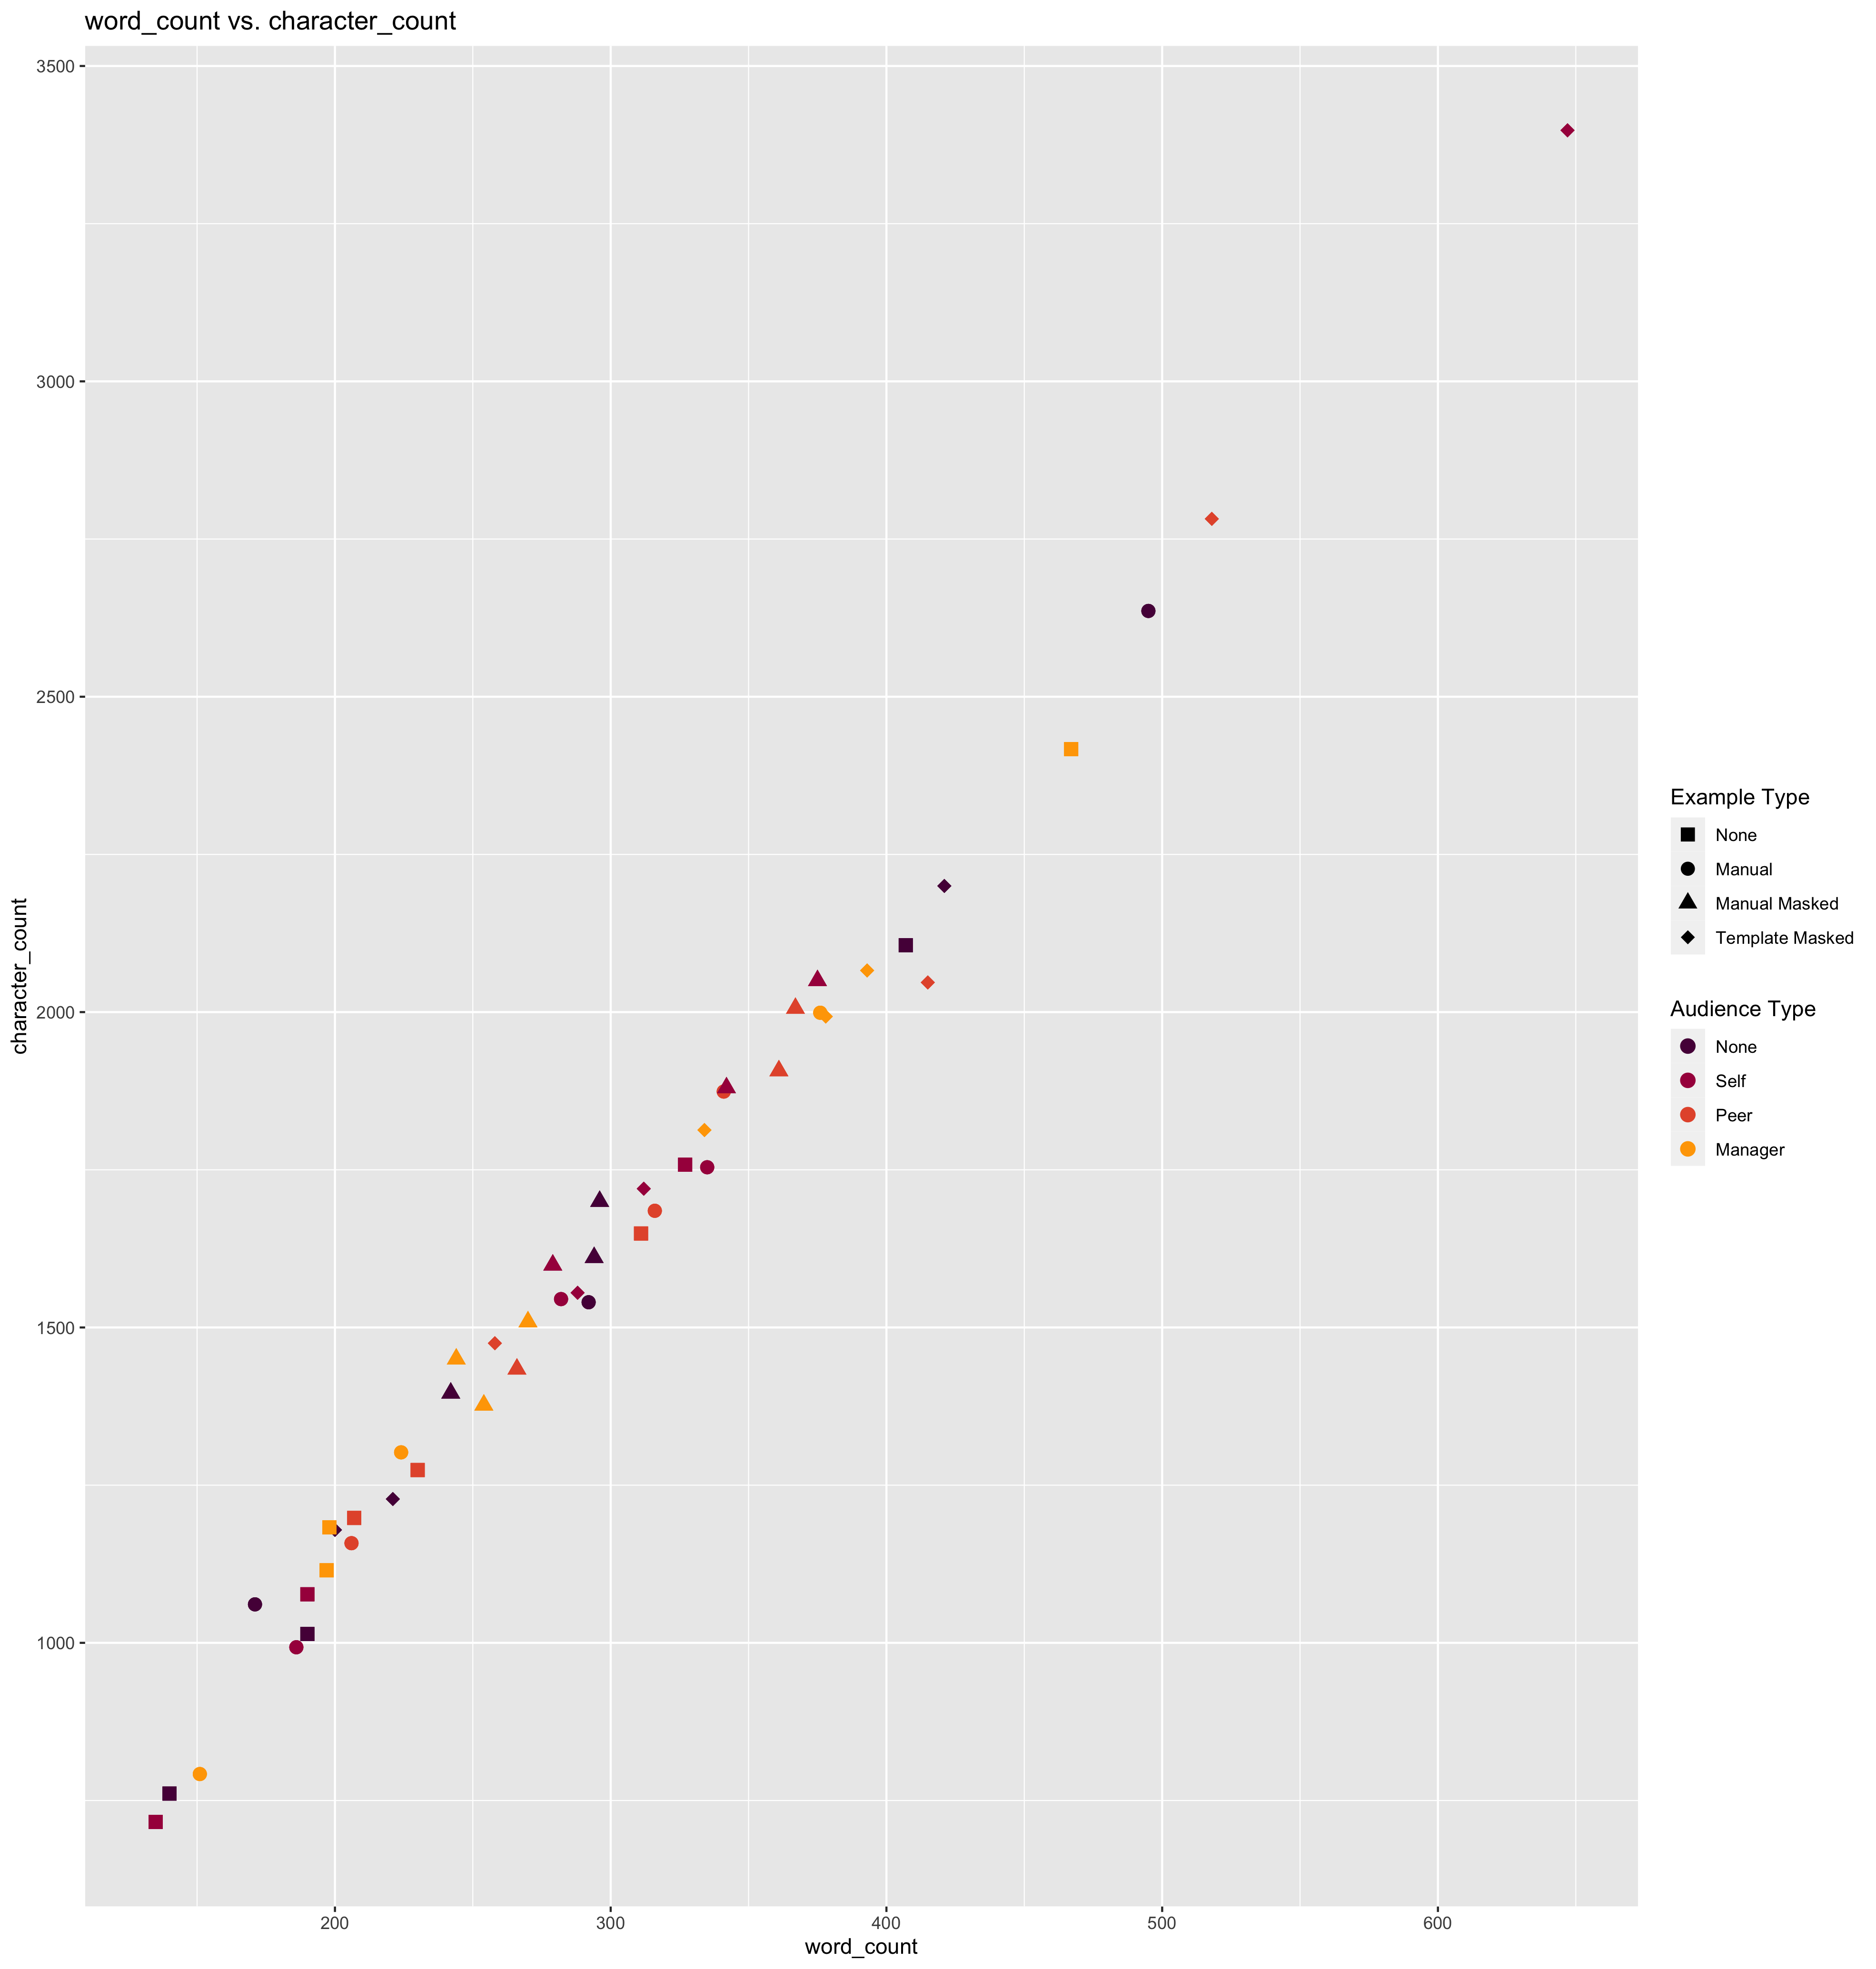 word_count vs. character_count
3500
3000
2500
2000
1500
1000
character_count
200 300 400 500 600
word_count
Example Type
None
Manual
Manual Masked
Template Masked
Audience Type
None
Self
Peer
Manager